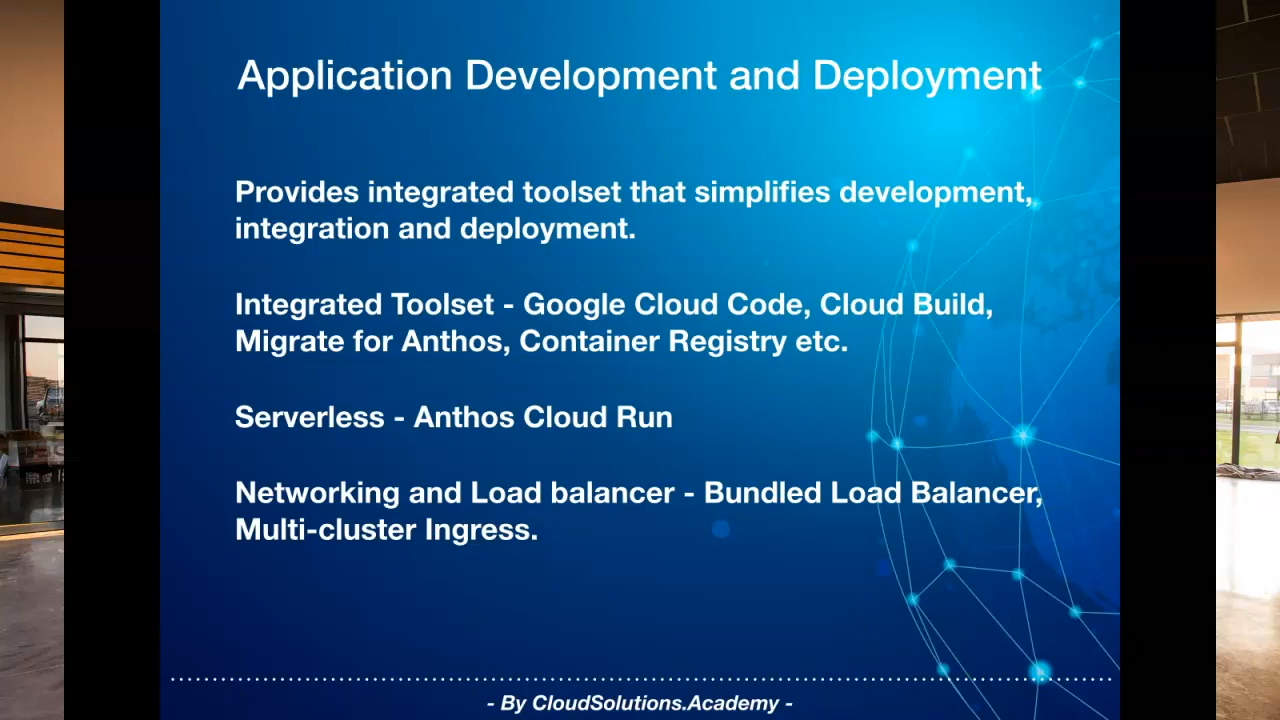 Application Development and Deployment
Provides integrated toolset that simplifies development,
integration and deployment.
Integrated Toolset - Google Cloud Code, Cloud Build,
Migrate for Anthos, Container Registry etc.
Serverless - Anthos Cloud Run
Networking and Load balancer - Bundled Load Balancer,
Multi-cluster Ingress.
- By CloudSolutions.Academy -